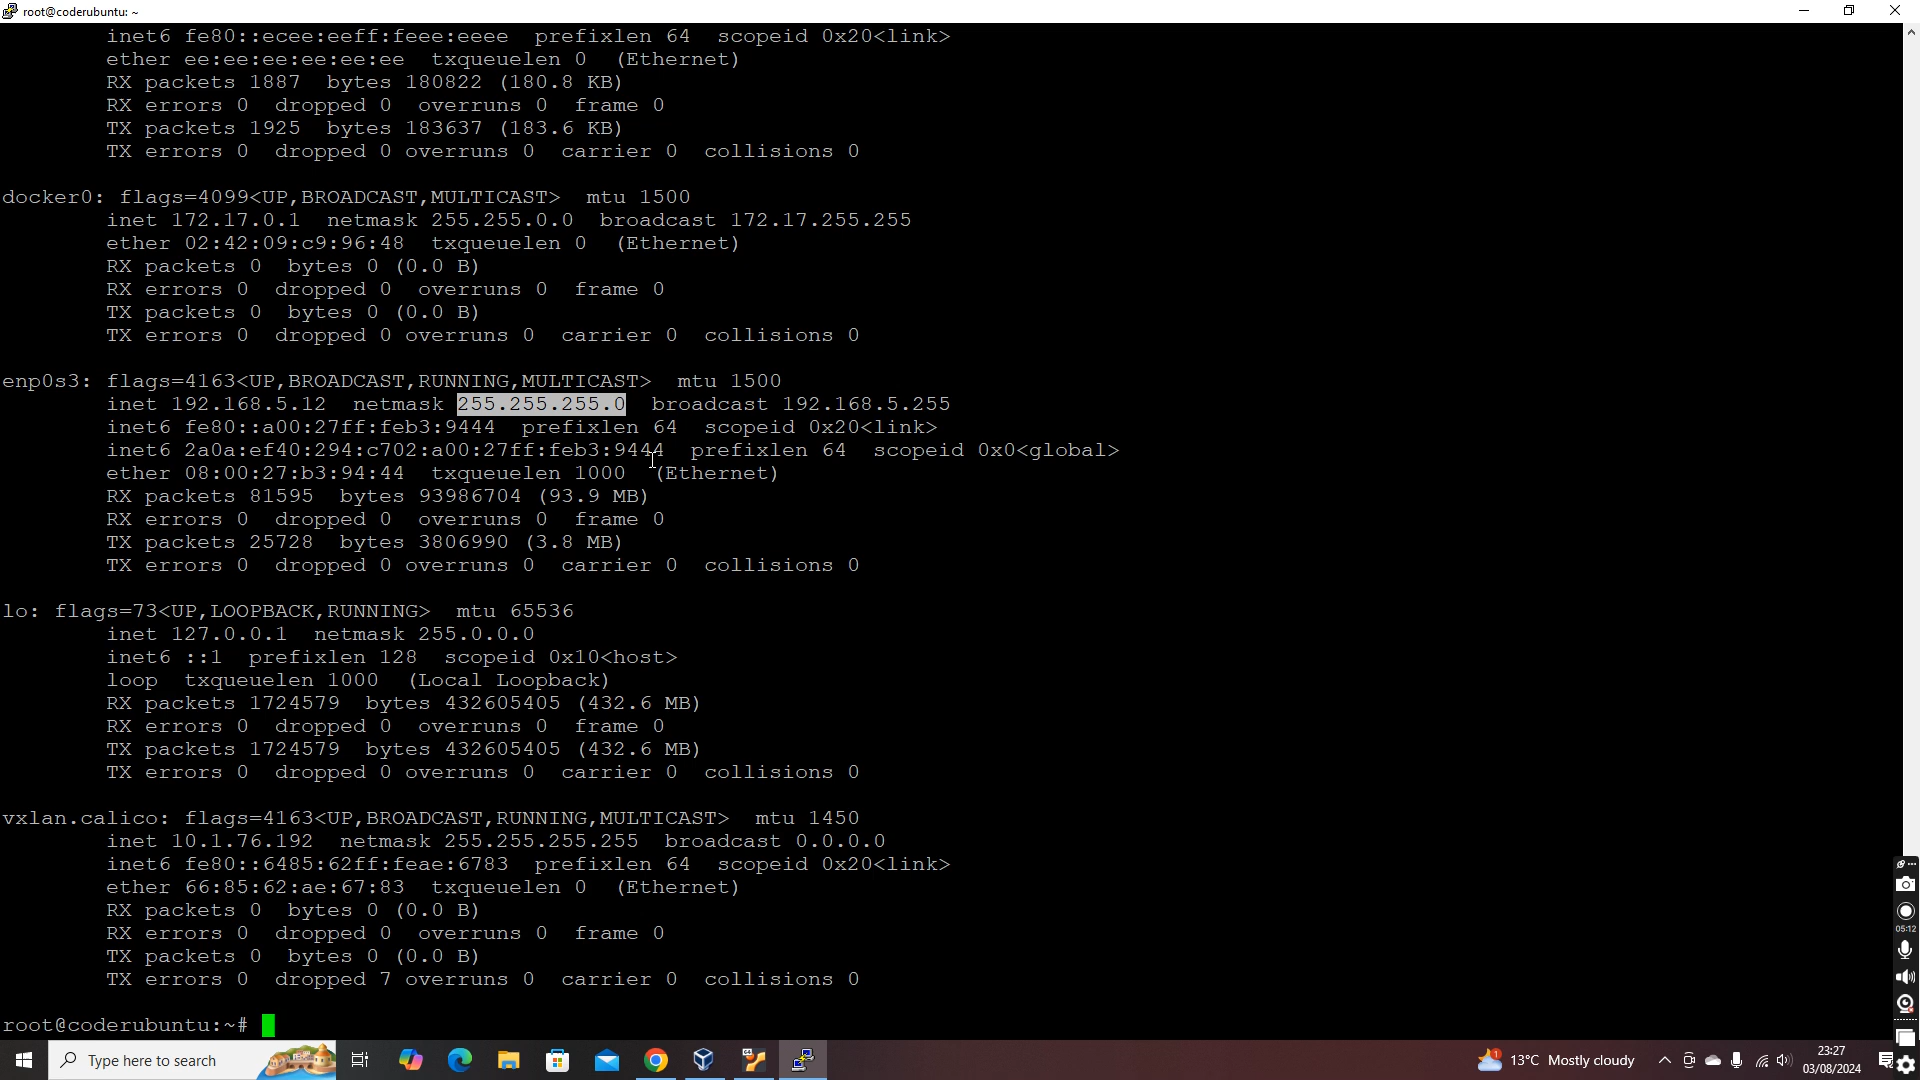 root@coderubuntu: ~
inet6 fe80::ecee:eeff:feee:eeee  prefixlen 64  scopeid 0x20<link>
ether ee:ee:ee:ee:ee:ee  txqueuelen 0  (Ethernet)
RX packets 1887  bytes 180822 (180.8 KB)
RX errors 0  dropped 0  overruns 0  frame 0
TX packets 1925  bytes 183637 (183.6 KB)
TX errors 0  dropped 0 overruns 0  carrier 0  collisions 0
docker0: flags=4099<UP,BROADCAST,MULTICAST>  mtu 1500
inet 172.17.0.1  netmask 255.255.0.0  broadcast 172.17.255.255
ether 02:42:09:c9:96:48  txqueuelen 0  (Ethernet)
RX packets 0  bytes 0 (0.0 B)
RX errors 0  dropped 0  overruns 0  frame 0
TX packets 0  bytes 0 (0.0 B)
TX errors 0  dropped 0 overruns 0  carrier 0  collisions 0
enp0s3: flags=4163<UP,BROADCAST,RUNNING,MULTICAST>  mtu 1500
inet 192.168.5.12  netmask 255.255.255.0  broadcast 192.168.5.255
inet6 fe80::a00:27ff:feb3:9444  prefixlen 64  scopeid 0x20<link>
inet6 2a0a:ef40:294:c702:a00:27ff:feb3:9444  prefixlen 64  scopeid 0x0<global>
ether 08:00:27:b3:94:44  txqueuelen 1000  (Ethernet)
RX packets 81595  bytes 93986704 (93.9 MB)
RX errors 0  dropped 0  overruns 0  frame 0
TX packets 25728  bytes 3806990 (3.8 MB)
TX errors 0  dropped 0 overruns 0  carrier 0  collisions 0
lo: flags=73<UP,LOOPBACK,RUNNING>  mtu 65536
inet 127.0.0.1  netmask 255.0.0.0
inet6 ::1  prefixlen 128  scopeid 0x10<host>
loop  txqueuelen 1000  (Local Loopback)
RX packets 1724579  bytes 432605405 (432.6 MB)
RX errors 0  dropped 0  overruns 0  frame 0
TX packets 1724579  bytes 432605405 (432.6 MB)
TX errors 0  dropped 0 overruns 0  carrier 0  collisions 0
vxlan.calico: flags=4163<UP,BROADCAST,RUNNING,MULTICAST>  mtu 1450
inet 10.1.76.192  netmask 255.255.255.255  broadcast 0.0.0.0
inet6 fe80::6485:62ff:feae:6783  prefixlen 64  scopeid 0x20<link>
ether 66:85:62:ae:67:83  txqueuelen 0  (Ethernet)
RX packets 0  bytes 0 (0.0 B)
RX errors 0  dropped 0  overruns 0  frame 0
TX packets 0  bytes 0 (0.0 B)
TX errors 0  dropped 7 overruns 0  carrier 0  collisions 0
root@coderubuntu:~#
05:12
Type here to search
1
13°C  Mostly cloudy
23:27
03/08/2024